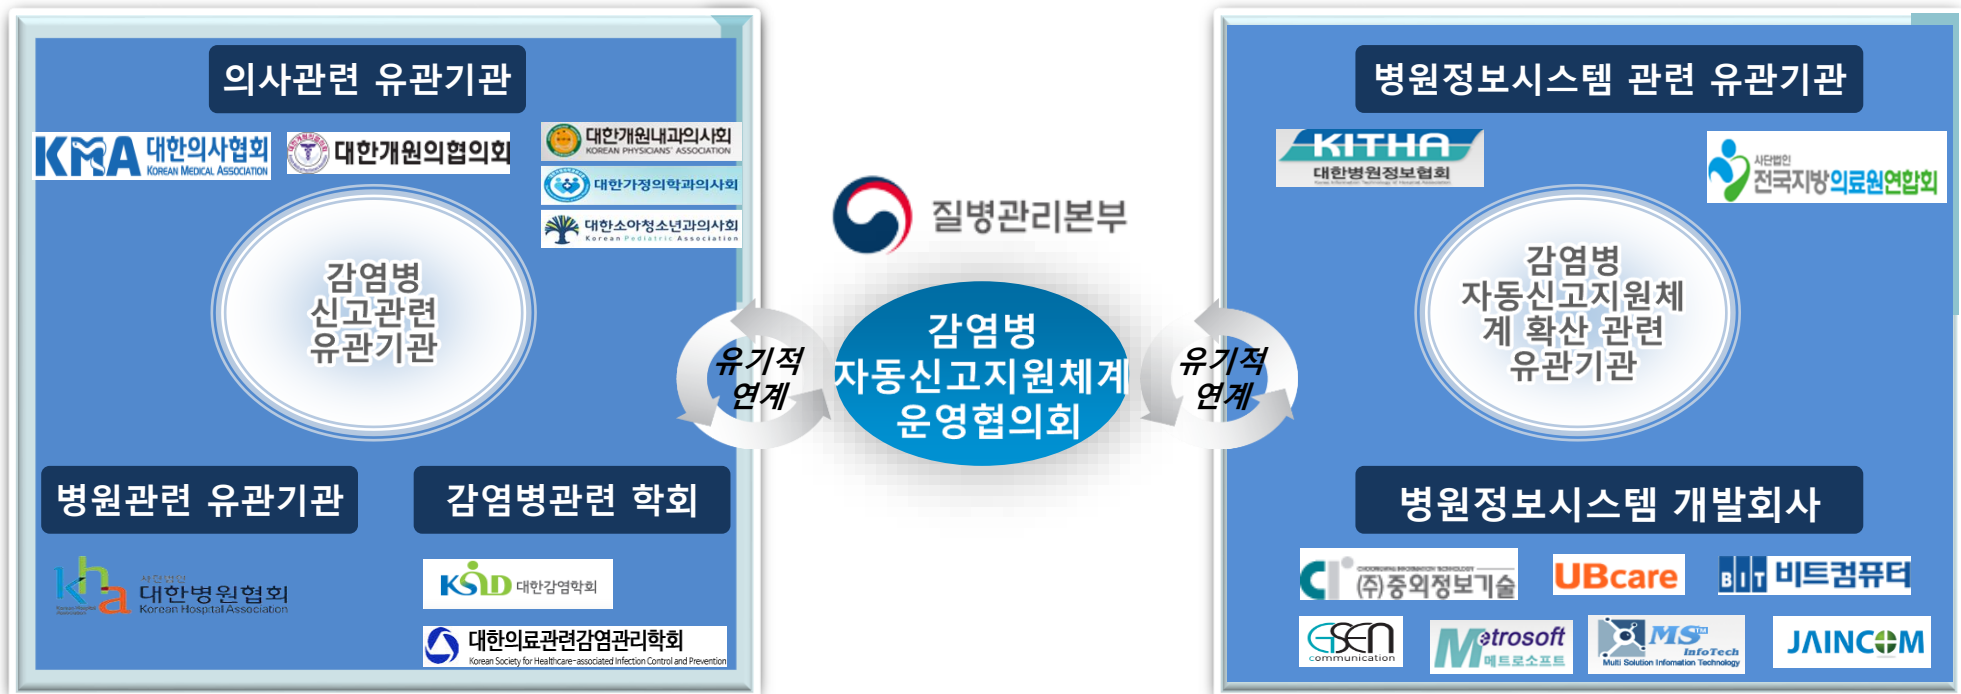 의사관련 유관기관
KMA 대한의사협회
KOREAN MEDICAL ASSOCIATION
대한개원의협의회
대한개원내과의사회
KOREAN PHYSICIANS' ASSOCIATION
대한가정의학과의사회
대한소아청소년과의사회
Korean Pediatric Association
감염병
신고관련
유관기관
병원관련 유관기관
kha 사단법인
대한병원협회
Korean Hospital Association
감염병관련 학회
KSID 대한감염학회
대한의료관련감염관리학회
Korean Society for Healthcare-associated Infection Control and Prevention
유기적
연계
질병관리본부
감염병
자동신고지원체계
운영협의회
유기적
연계
병원정보시스템 관련 유관기관
KITHA
대한병원정보협회
사단법인
전국지방의료원연합회
감염병
자동신고지원체
계 확산 관련
유관기관
병원정보시스템 개발회사
(주)중외정보기술
UBcare
BIT 비트컴퓨터
GSEN
communication
Metrosoft
메트로소프트
MS™
InfoTech
Multi Solution Information Technology
JAINCOM